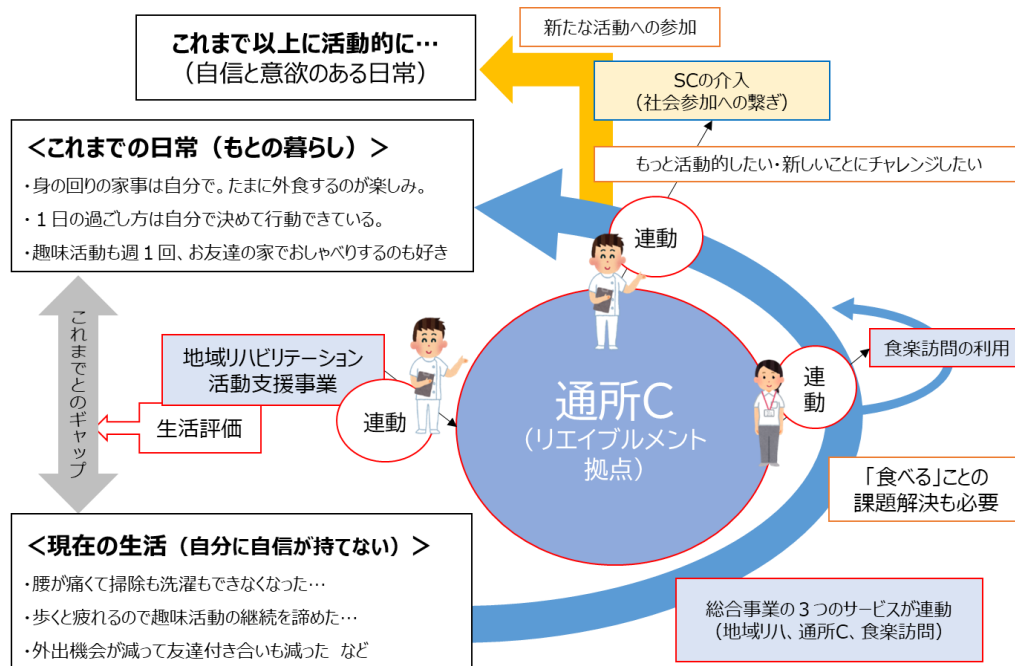 新たな活動への参加
これまで以上に活動的に…
（自信と意欲のある日常）
SCの介入
（社会参加への繋ぎ）
＜これまでの日常（もとの暮らし）＞
・身の回りの家事は自分で。たまに外食するのが楽しみ。
・１日の過ごし方は自分で決めて行動できている。
・趣味活動も週１回、お友達の家でおしゃべりするのも好き
もっと活動的したい・新しいことにチャレンジしたい
連動
これまでとのギャップ
地域リハビリテーション
活動支援事業
連動
生活評価
通所C
（リエイブルメント
拠点）
連
動
食楽訪問の利用
「食べる」ことの
課題解決も必要
＜現在の生活（自分に自信が持てない）＞
・腰が痛くて掃除も洗濯もできなくなった…
・歩くと疲れるので趣味活動の継続を諦めた…
・外出機会が減って友達付き合いも減った など
総合事業の３つのサービスが連動
（地域リハ、通所C、食楽訪問）